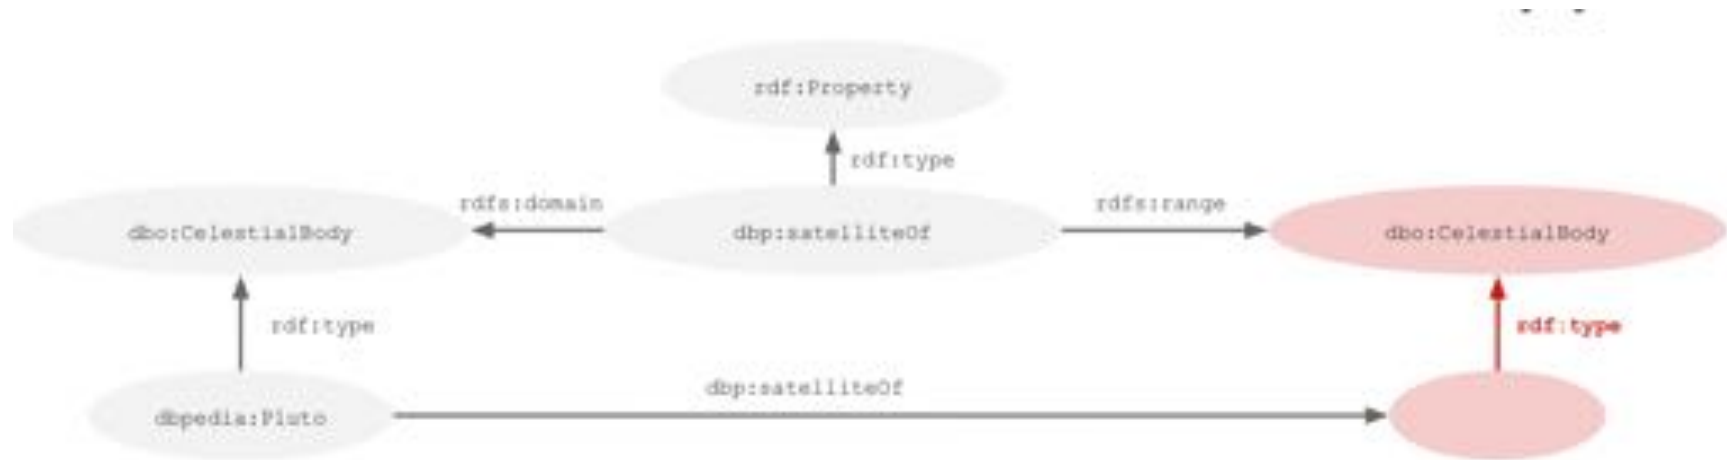 rdf:Property
rdf:type
rdfs:domain
rdfs:range
dbo:CelestialBody
dbp:satelliteOf
dbo:CelestialBody
rdf:type
rdf:type
dbp:satelliteOf
dbpedia:Pluto